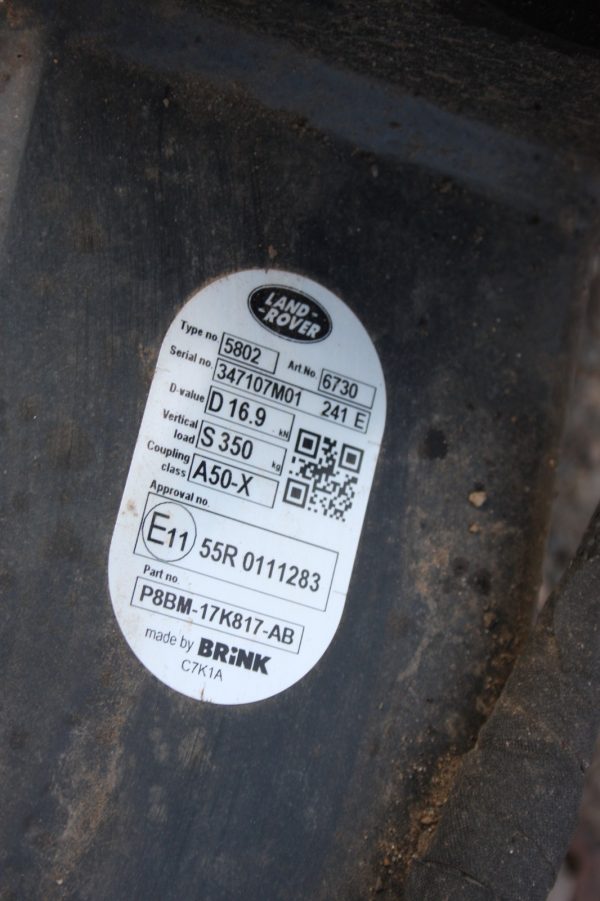 LAND-
-ROVER
Type no. 5802 Art.No. 6730
Serial no. 347107M01 241 E
D-value D 16.9 kN
Vertical load S 350 kg
Coupling class A50-X
Approval no
E11 55R 0111283
Part no.
P8BM-17K817-AB
made by BRiNK
C7K1A